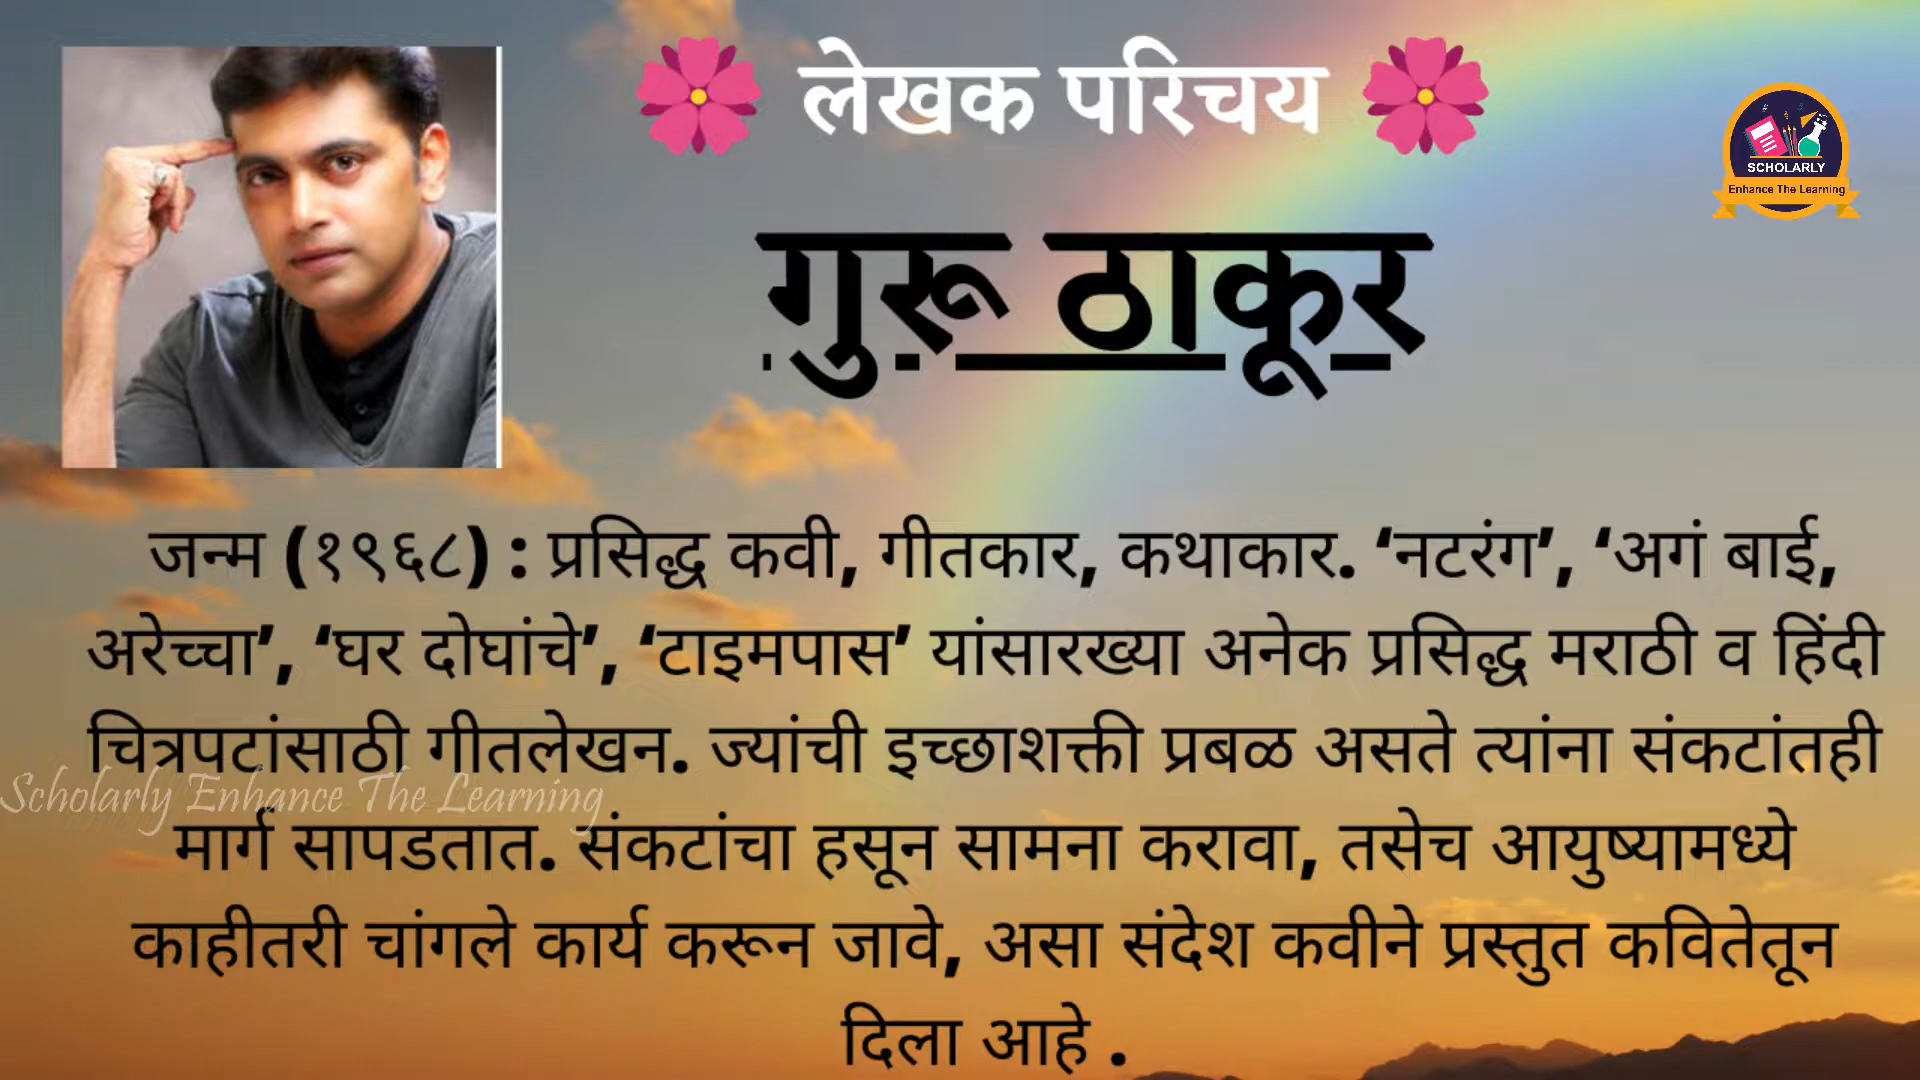 लेखक परिचय
SCHOLARLY
Enhance The Learning
गुरू ठाकूर
जन्म (१९६८) : प्रसिद्ध कवी, गीतकार, कथाकार. ‘नटरंग’, ‘अगं बाई,
अरेच्चा’, ‘घर दोघांचे’, ‘टाइमपास’ यांसारख्या अनेक प्रसिद्ध मराठी व हिंदी
चित्रपटांसाठी गीतलेखन. ज्यांची इच्छाशक्ती प्रबळ असते त्यांना संकटांतही
Scholarly Enhance The Learning
मार्ग सापडतात. संकटांचा हसून सामना करावा, तसेच आयुष्यामध्ये
काहीतरी चांगले कार्य करून जावे, असा संदेश कवीने प्रस्तुत कवितेतून
दिला आहे .